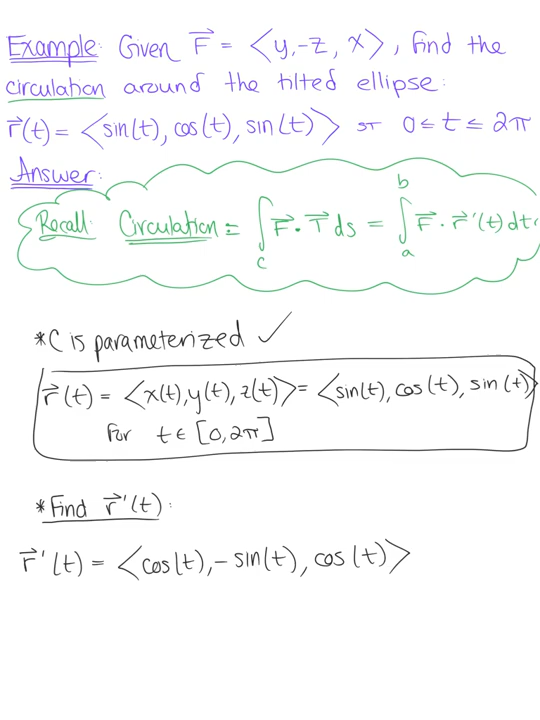 Example: Given F⃗ = <y, -z, x>, find the
circulation around the tilted ellipse:
r⃗(t) = <sin(t), cos(t), sin(t)> st 0 ≤ t ≤ 2π
Answer:
Recall: Circulation = ∫_C F⃗ · T⃗ ds = ∫_a^b F⃗ · r⃗'(t) dt.
*C is parameterized ✓
r⃗(t) = <x(t), y(t), z(t)> = <sin(t), cos(t), sin(t)>
for t ∈ [0, 2π]
*Find r⃗'(t):
r⃗'(t) = <cos(t), -sin(t), cos(t)>